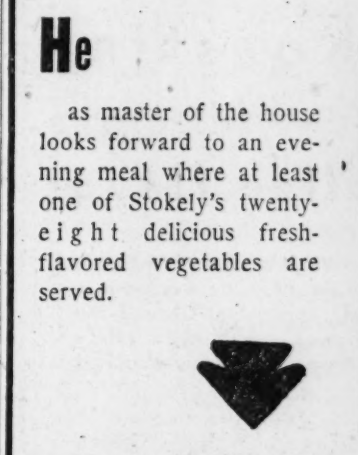 He
as master of the house
looks forward to an eve-
ning meal where at least
one of Stokely's twenty-
eight delicious fresh-
flavored vegetables are
served.